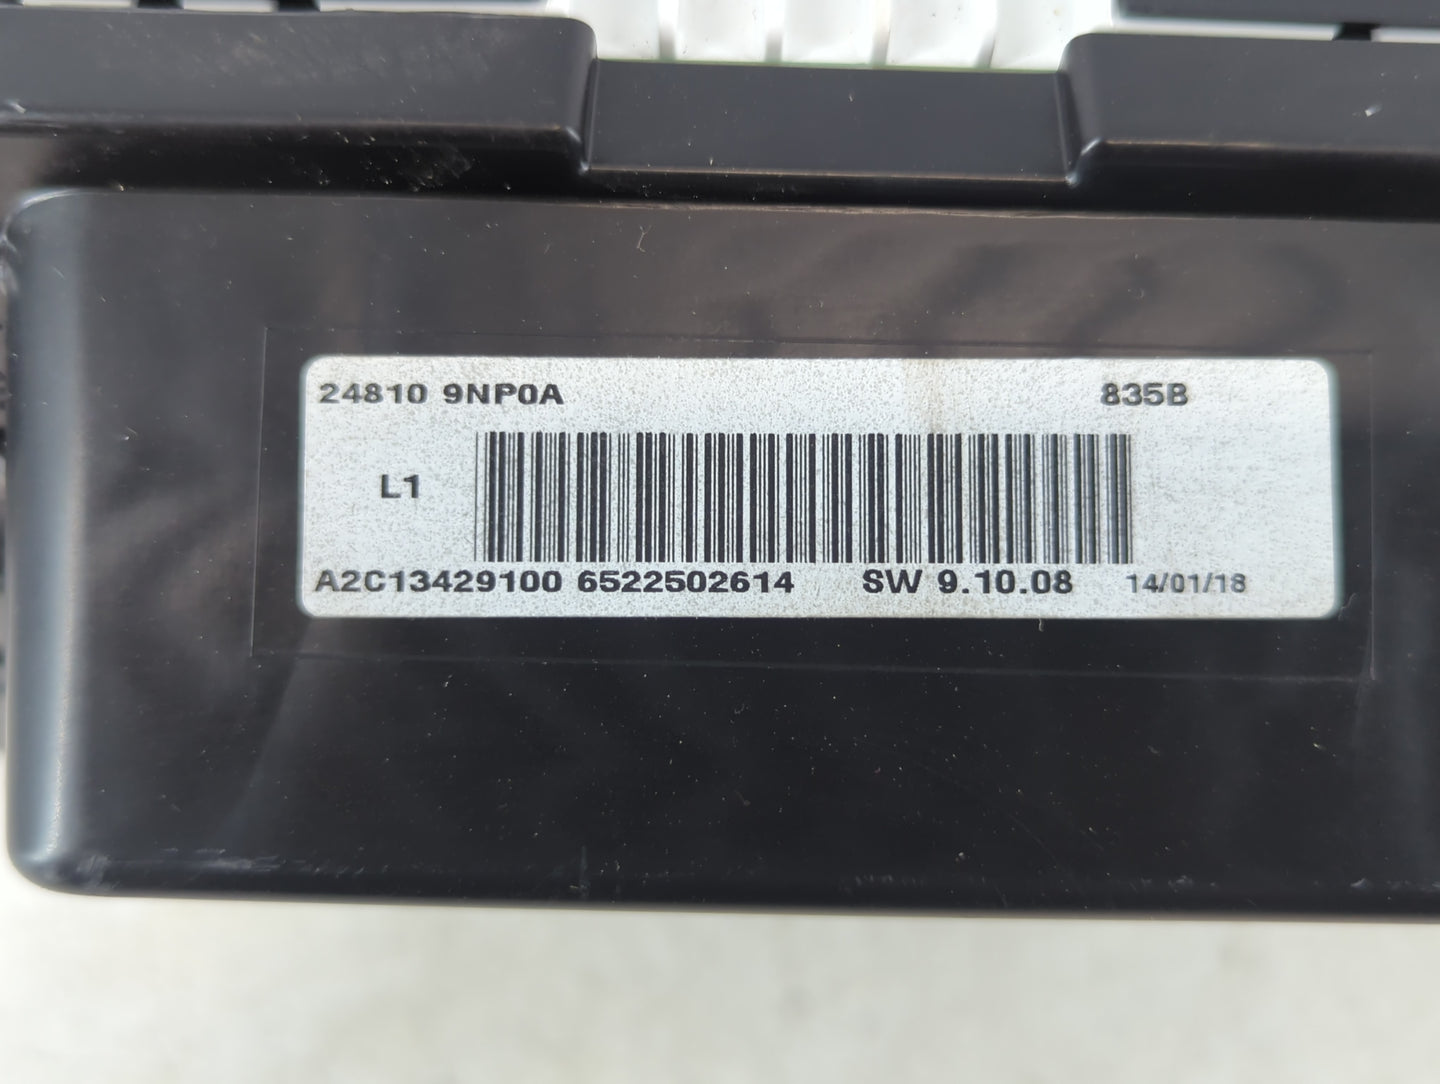 24810 9NP0A 835B
L1
A2C13429100 6522502614 SW 9.10.08 14/01/18